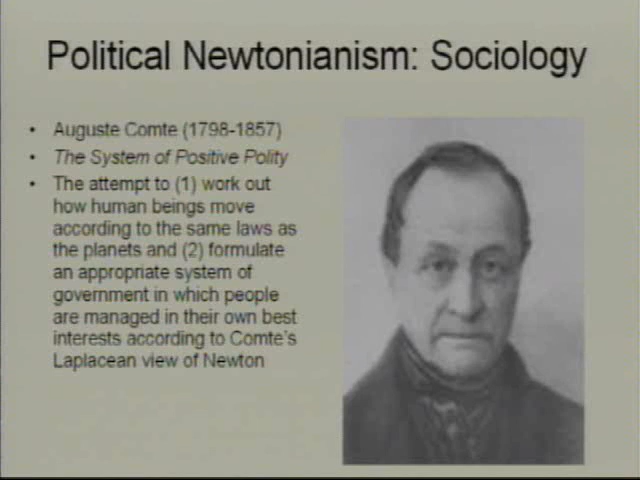 Political Newtonianism: Sociology
• Auguste Comte (1798-1857)
• The System of Positive Polity
• The attempt to (1) work out
how human beings move
according to the same laws as
the planets and (2) formulate
an appropriate system of
government in which people
are managed in their own best
interests according to Comte's
Laplacean view of Newton